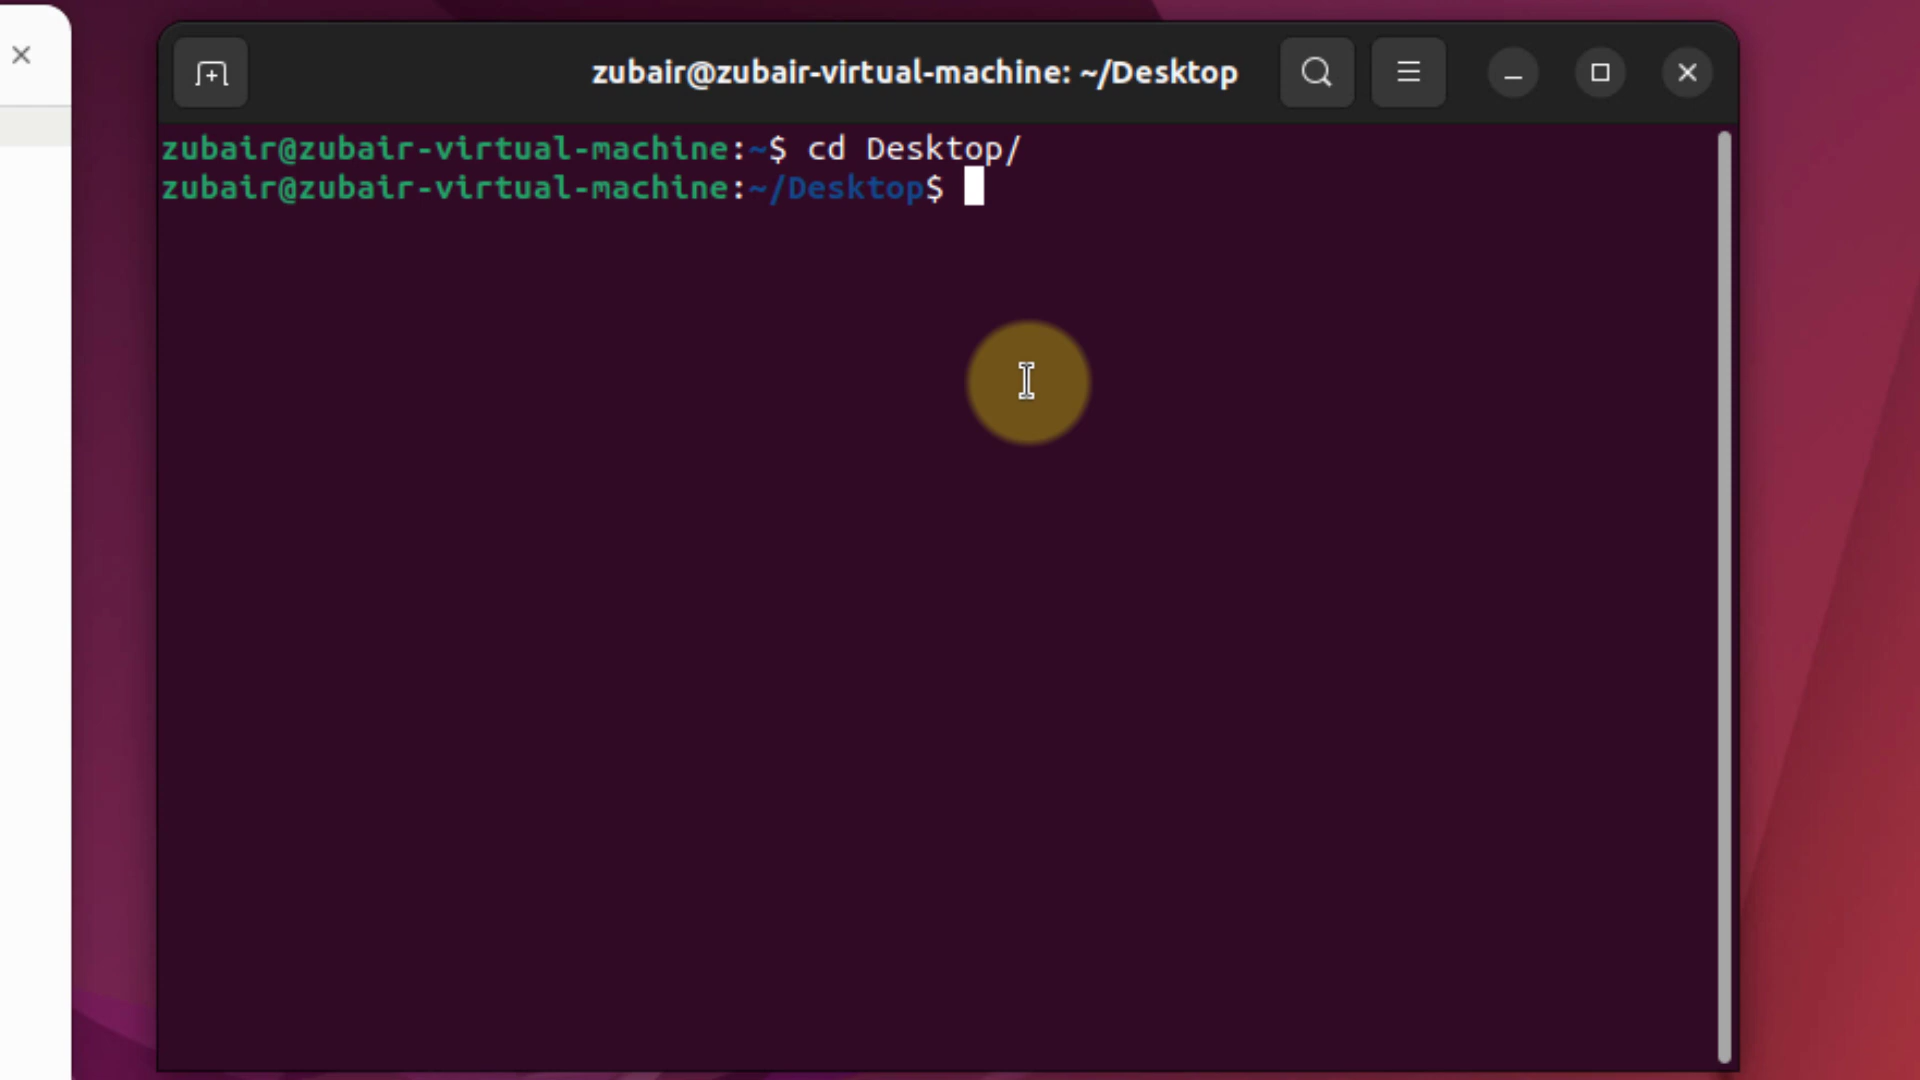 zubair@zubair-virtual-machine: ~/Desktop
zubair@zubair-virtual-machine:~$ cd Desktop/
zubair@zubair-virtual-machine:~/Desktop$